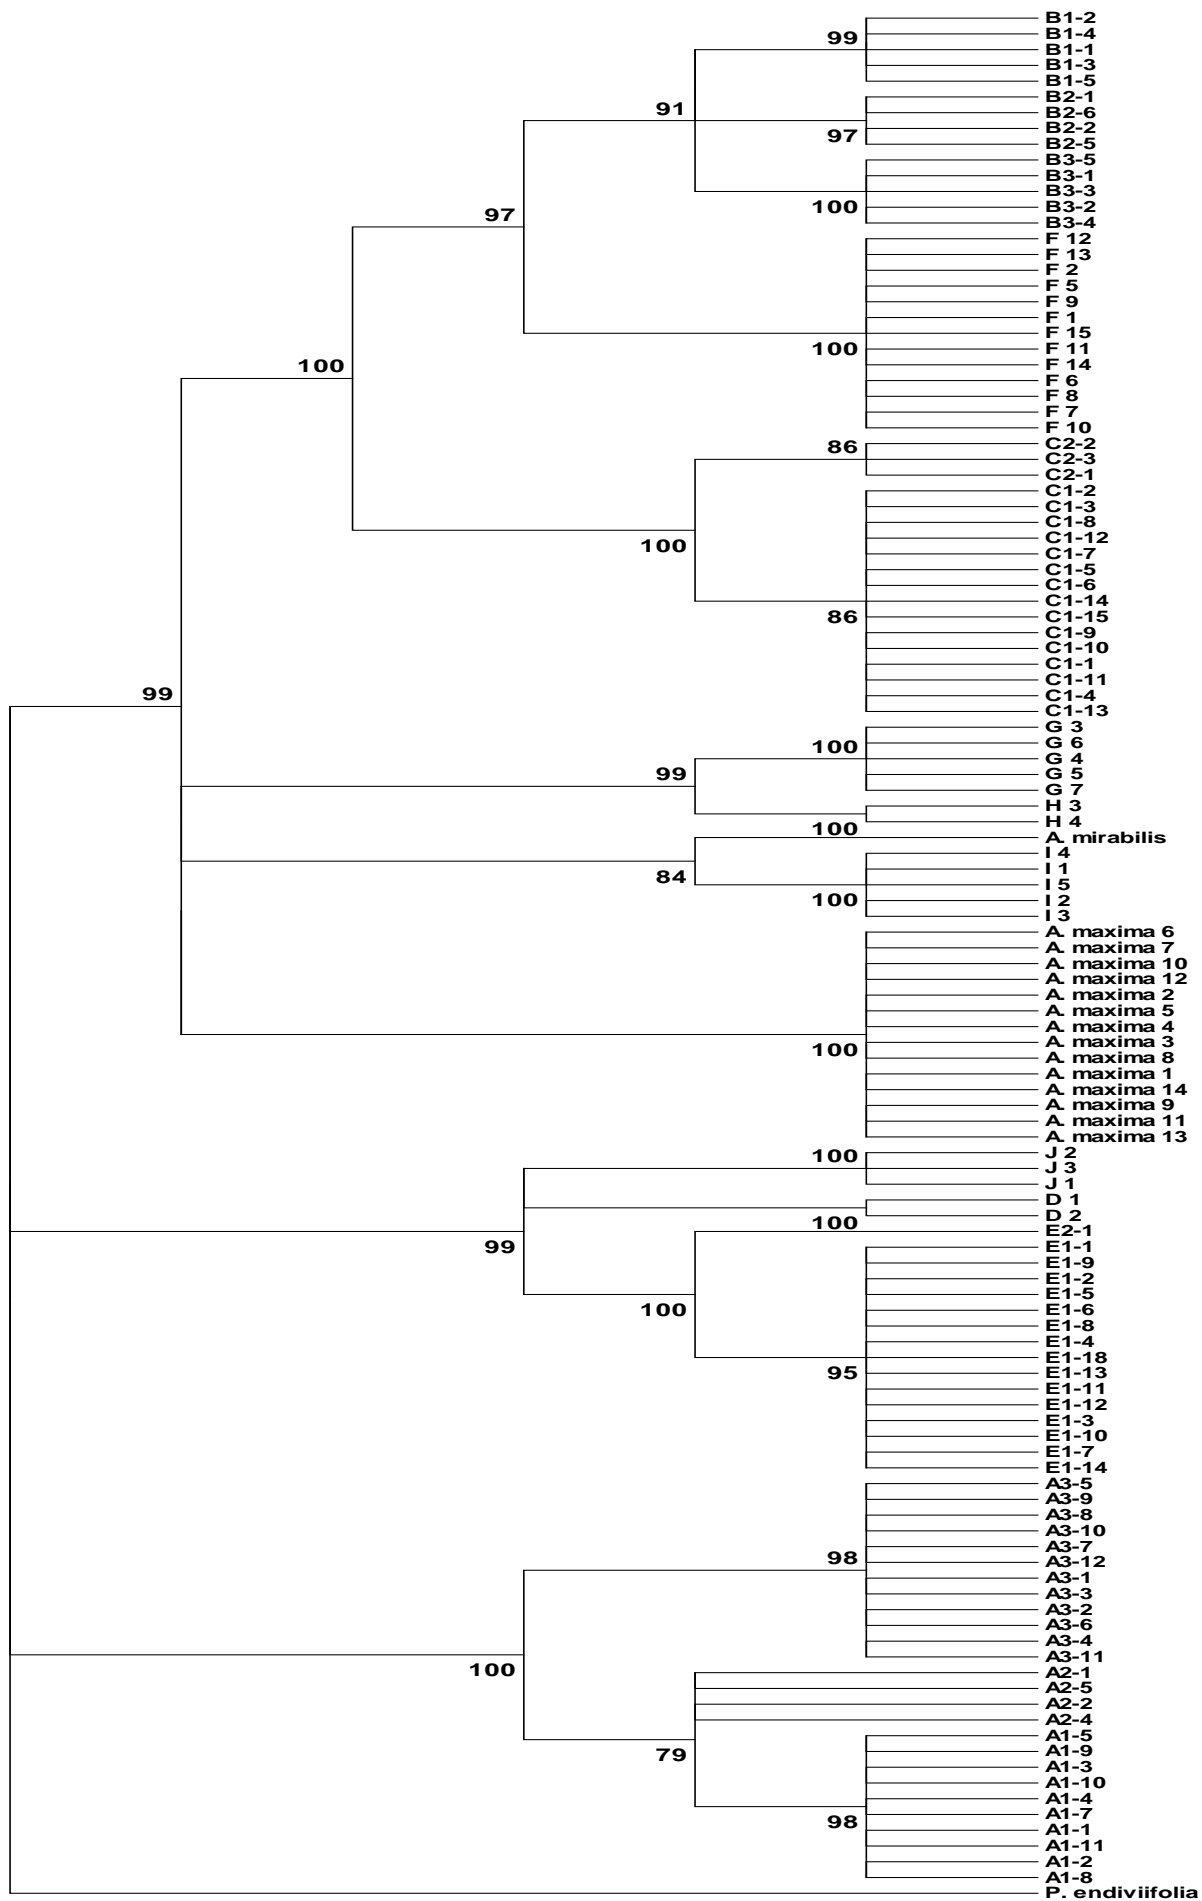 B1-2
99
B1-4
B1-1
B1-3
B1-5
B2-1
91
B2-6
B2-2
97
B2-5
B3-5
B3-1
B3-3
100
B3-2
97
B3-4
F 12
F 13
F 2
F 5
F 9
F 1
F 15
100
F 11
100
F 14
F 6
F 8
F 7
F 10
86
C2-2
C2-3
C2-1
C1-2
C1-3
C1-8
C1-12
100
C1-7
C1-5
C1-6
C1-14
86
C1-15
C1-9
C1-10
C1-1
C1-11
99
C1-4
C1-13
G 3
100
G 6
G 4
99
G 5
G 7
H 3
H 4
100
A. mirabilis
I 4
I 1
84
I 5
100
I 2
I 3
A. maxima 6
A. maxima 7
A. maxima 10
A. maxima 12
A. maxima 2
A. maxima 5
A. maxima 4
A. maxima 3
100
A. maxima 8
A. maxima 1
A. maxima 14
A. maxima 9
A. maxima 11
A. maxima 13
100
J 2
J 3
J 1
D 1
D 2
100
E2-1
99
E1-1
E1-9
E1-2
E1-5
100
E1-6
E1-8
E1-4
E1-18
95
E1-13
E1-11
E1-12
E1-3
E1-10
E1-7
E1-14
A3-5
A3-9
A3-8
A3-10
A3-7
98
A3-12
A3-1
A3-3
A3-2
A3-6
A3-4
A3-11
100
A2-1
A2-5
A2-2
A2-4
A1-5
79
A1-9
A1-3
A1-10
A1-4
A1-7
98
A1-1
A1-11
A1-2
A1-8
P. endiviifolia